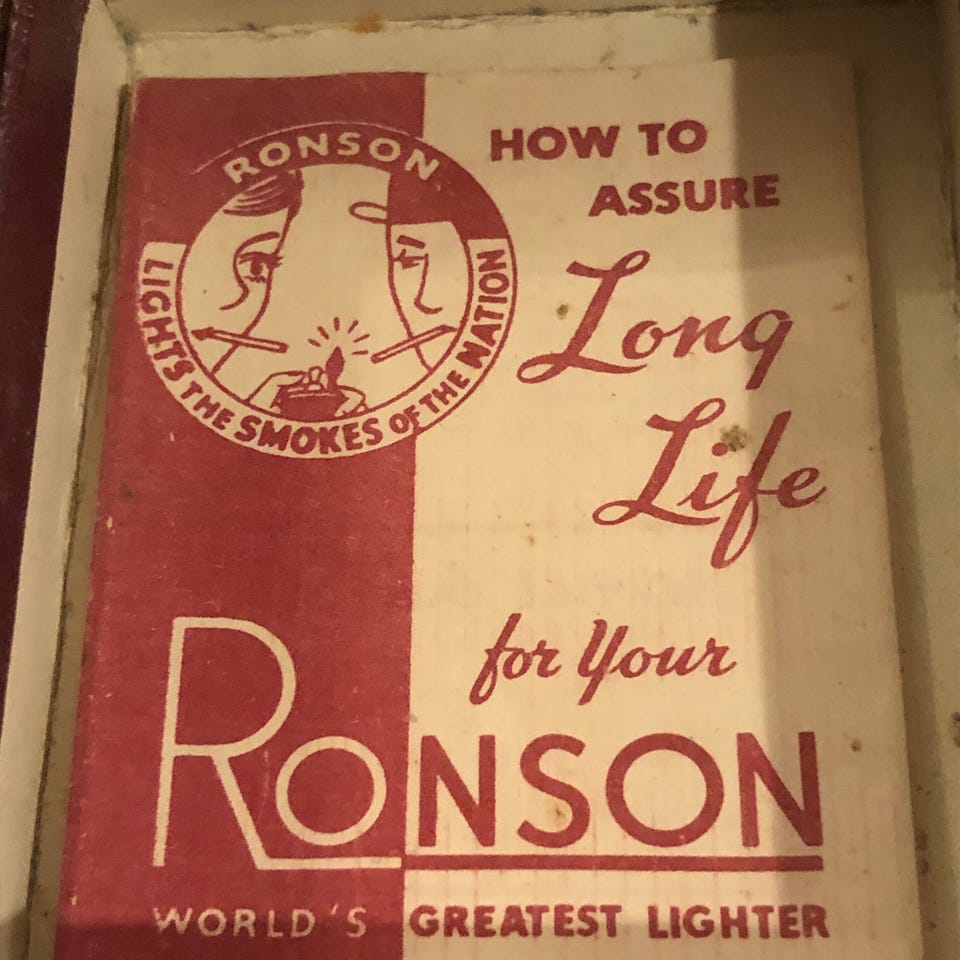 RONSON
LIGHTS THE SMOKES OF THE NATION
HOW TO
ASSURE
Long
Life
for Your
RONSON
WORLD'S GREATEST LIGHTER